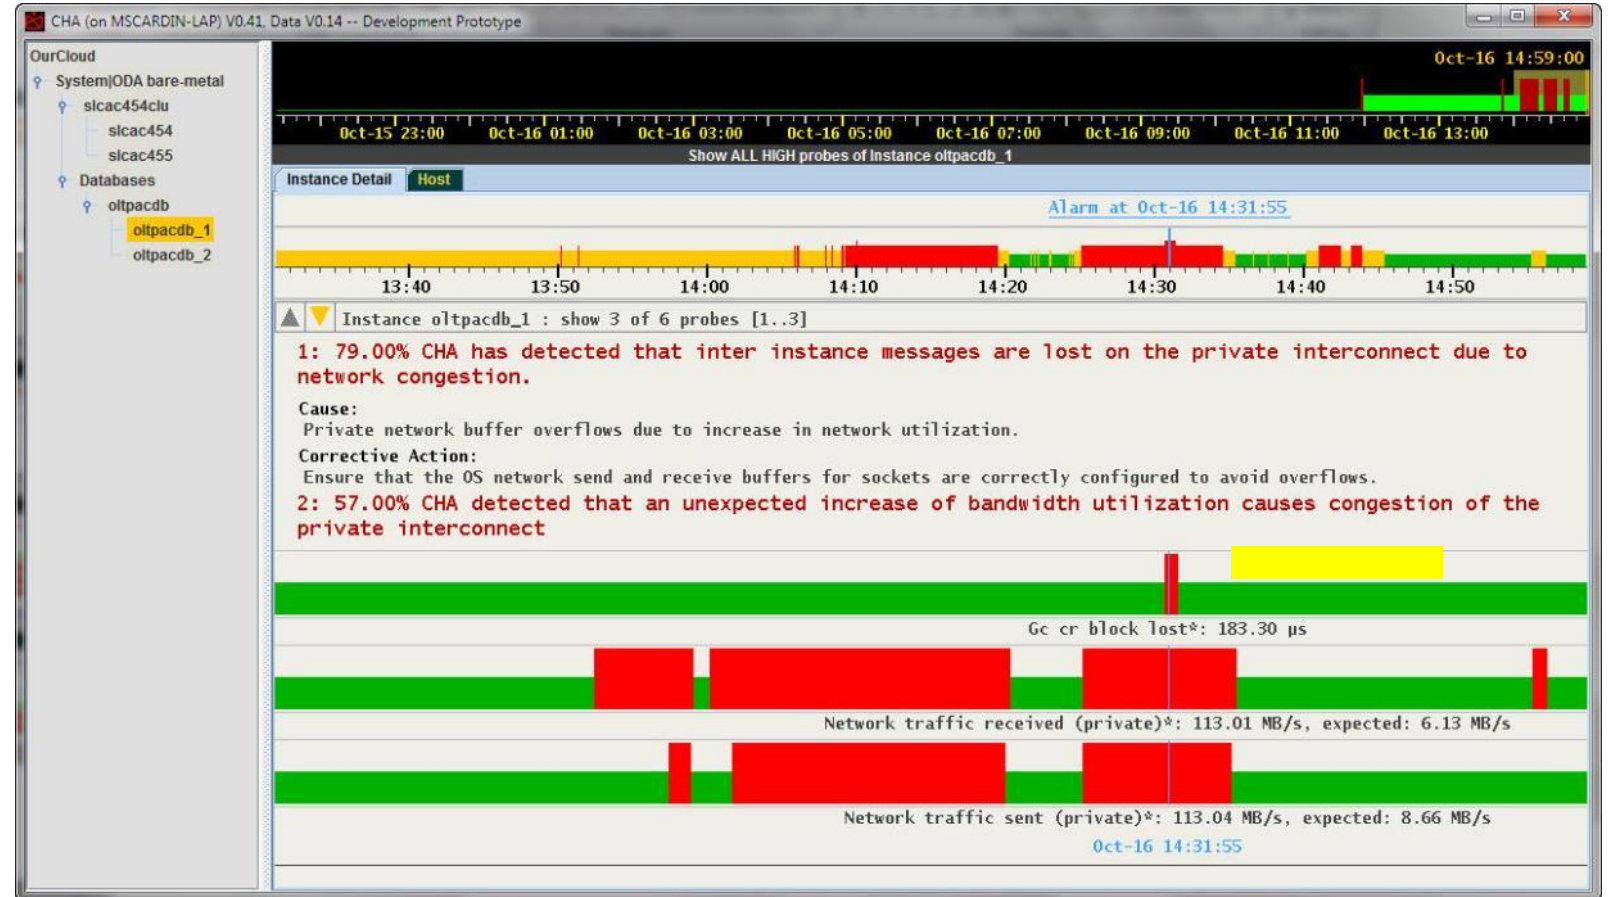 CHA (on MSCARDIN-LAP) V0.41, Data V0.14 -- Development Prototype
OurCloud
System|ODA bare-metal
slcac454clu
slcac454
slcac455
Databases
oltpacdb
oltpacdb_1
oltpacdb_2
Oct-16 14:59:00
Oct-15 23:00 Oct-16 01:00 Oct-16 03:00 Oct-16 05:00 Oct-16 07:00 Oct-16 09:00 Oct-16 11:00 Oct-16 13:00
Show ALL HIGH probes of Instance oltpacdb_1
Instance Detail Host
Alarm at Oct-16 14:31:55
13:40 13:50 14:00 14:10 14:20 14:30 14:40 14:50
Instance oltpacdb_1 : show 3 of 6 probes [1..3]
1: 79.00% CHA has detected that inter instance messages are lost on the private interconnect due to
network congestion.
Cause:
Private network buffer overflows due to increase in network utilization.
Corrective Action:
Ensure that the OS network send and receive buffers for sockets are correctly configured to avoid overflows.
2: 57.00% CHA detected that an unexpected increase of bandwidth utilization causes congestion of the
private interconnect
Gc cr block lost*: 183.30 µs
Network traffic received (private)*: 113.01 MB/s, expected: 6.13 MB/s
Network traffic sent (private)*: 113.04 MB/s, expected: 8.66 MB/s
Oct-16 14:31:55